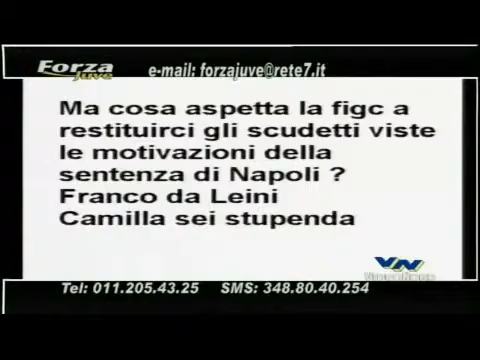 Forza
Juve
e-mail: forzajuve@rete7.it
Ma cosa aspetta la figc a
restituirci gli scudetti viste
le motivazioni della
sentenza di Napoli ?
Franco da Leini
Camilla sei stupenda
VN
Tel: 011.205.43.25 SMS: 348.80.40.254